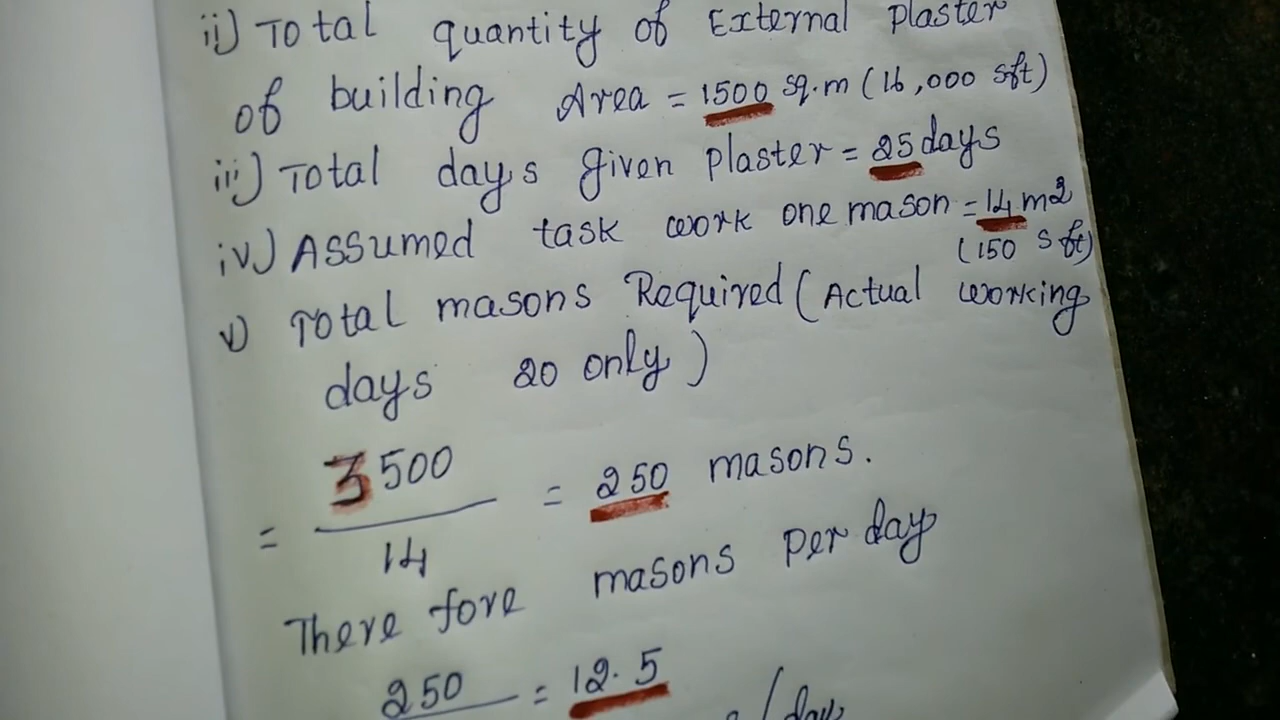 ii) Total quantity of External plaster
of building Area = 1500 sq.m (16,000 sft)
iii) Total days given plaster = 25 days
iv) Assumed task work one mason = 14 m2
(150 sft)
v) Total masons Required (Actual working
days 20 only)
= 3500 / 14 = 250 masons.
There fore masons per day
250 = 12.5
/day